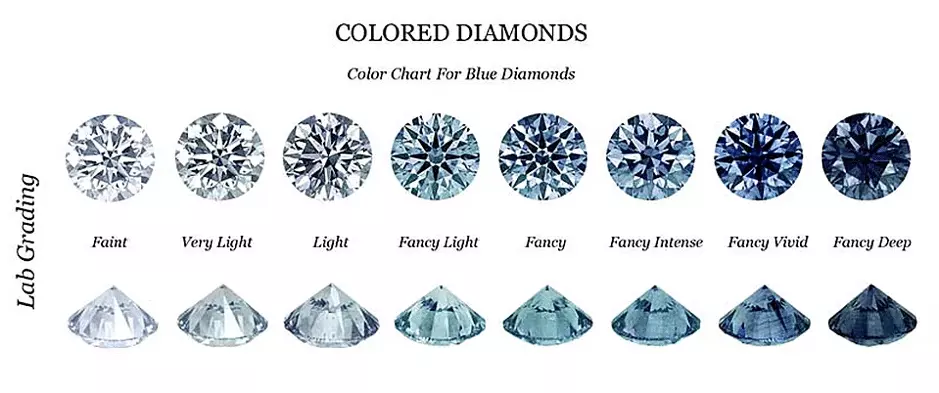 COLORED DIAMONDS
Color Chart For Blue Diamonds
Lab Grading
Faint Very Light Light Fancy Light Fancy Fancy Intense Fancy Vivid Fancy Deep